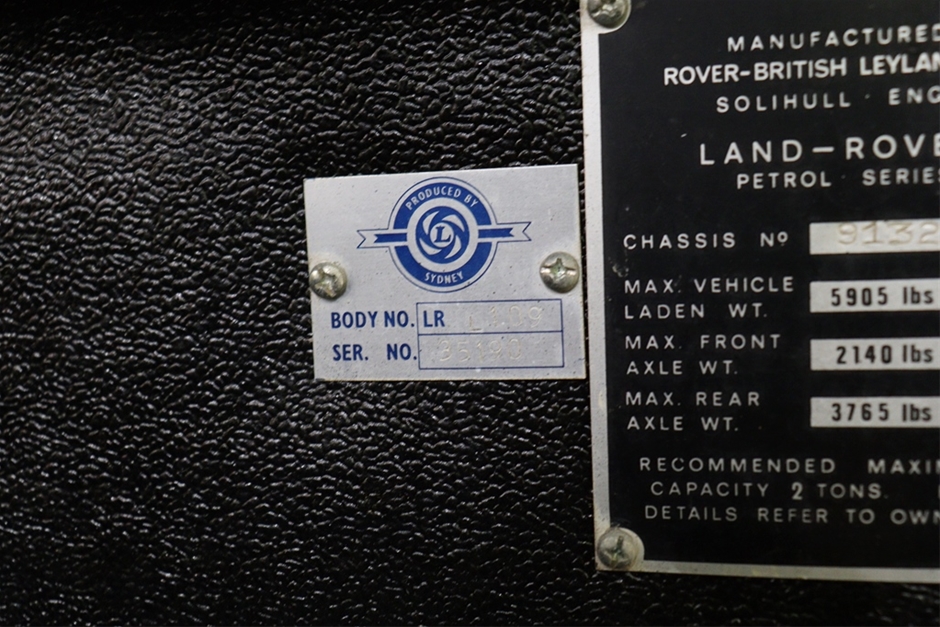 PRODUCED BY
L
SYDNEY
BODY NO. LR
SER. NO.
MANUFACTURED
ROVER-BRITISH LEYLAN
SOLIHULL · ENG
LAND-ROVE
PETROL SERIES
CHASSIS Nº 9132
MAX. VEHICLE
LADEN WT. 5905 lbs
MAX. FRONT
AXLE WT. 2140 lbs
MAX. REAR
AXLE WT. 3765 lbs
RECOMMENDED MAXI
CAPACITY 2 TONS.
DETAILS REFER TO OWN